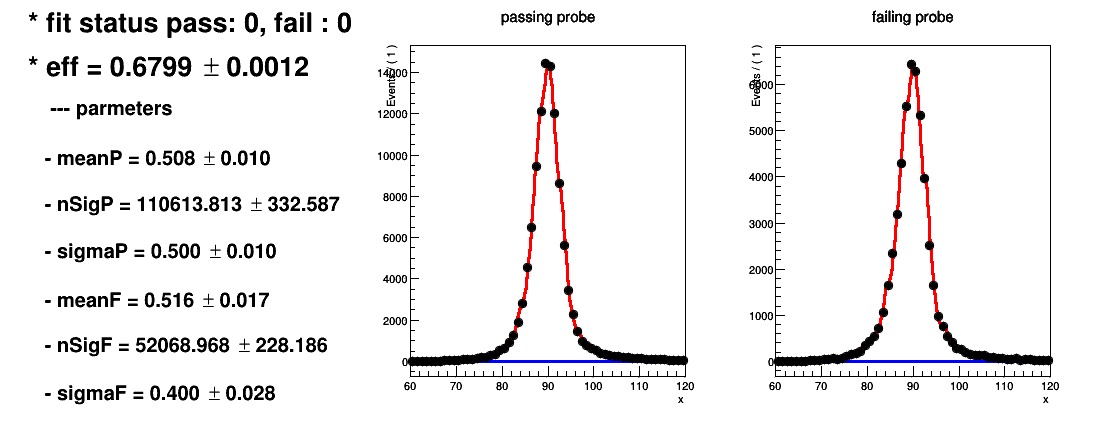 * fit status pass: 0, fail : 0
* eff = 0.6799 ± 0.0012
--- parmeters
- meanP = 0.508 ± 0.010
- nSigP = 110613.813 ± 332.587
- sigmaP = 0.500 ± 0.010
- meanF = 0.516 ± 0.017
- nSigF = 52068.968 ± 228.186
- sigmaF = 0.400 ± 0.028
passing probe
Events / ( 1 )
14000
12000
10000
8000
6000
4000
2000
0
60 70 80 90 100 110 120
x
failing probe
Events / ( 1 )
6000
5000
4000
3000
2000
1000
0
60 70 80 90 100 110 120
x